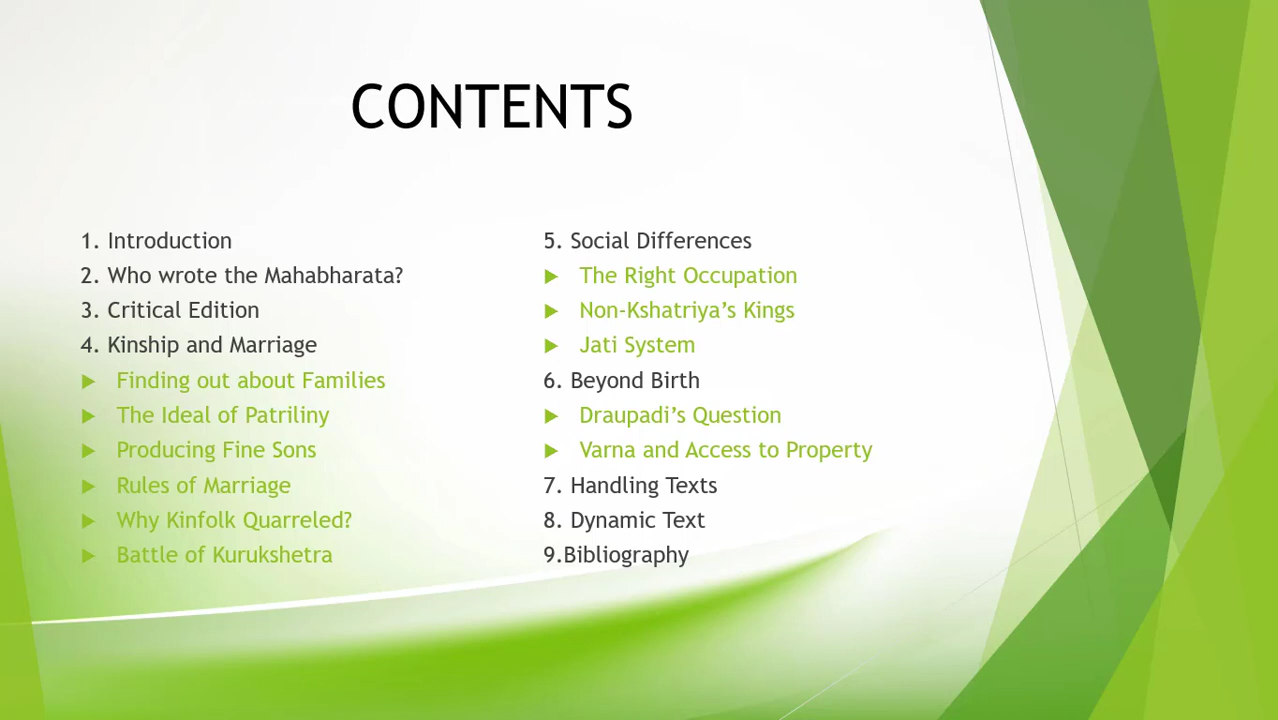 CONTENTS
1. Introduction
2. Who wrote the Mahabharata?
3. Critical Edition
4. Kinship and Marriage
Finding out about Families
The Ideal of Patriliny
Producing Fine Sons
Rules of Marriage
Why Kinfolk Quarreled?
Battle of Kurukshetra
5. Social Differences
The Right Occupation
Non-Kshatriya’s Kings
Jati System
6. Beyond Birth
Draupadi’s Question
Varna and Access to Property
7. Handling Texts
8. Dynamic Text
9.Bibliography